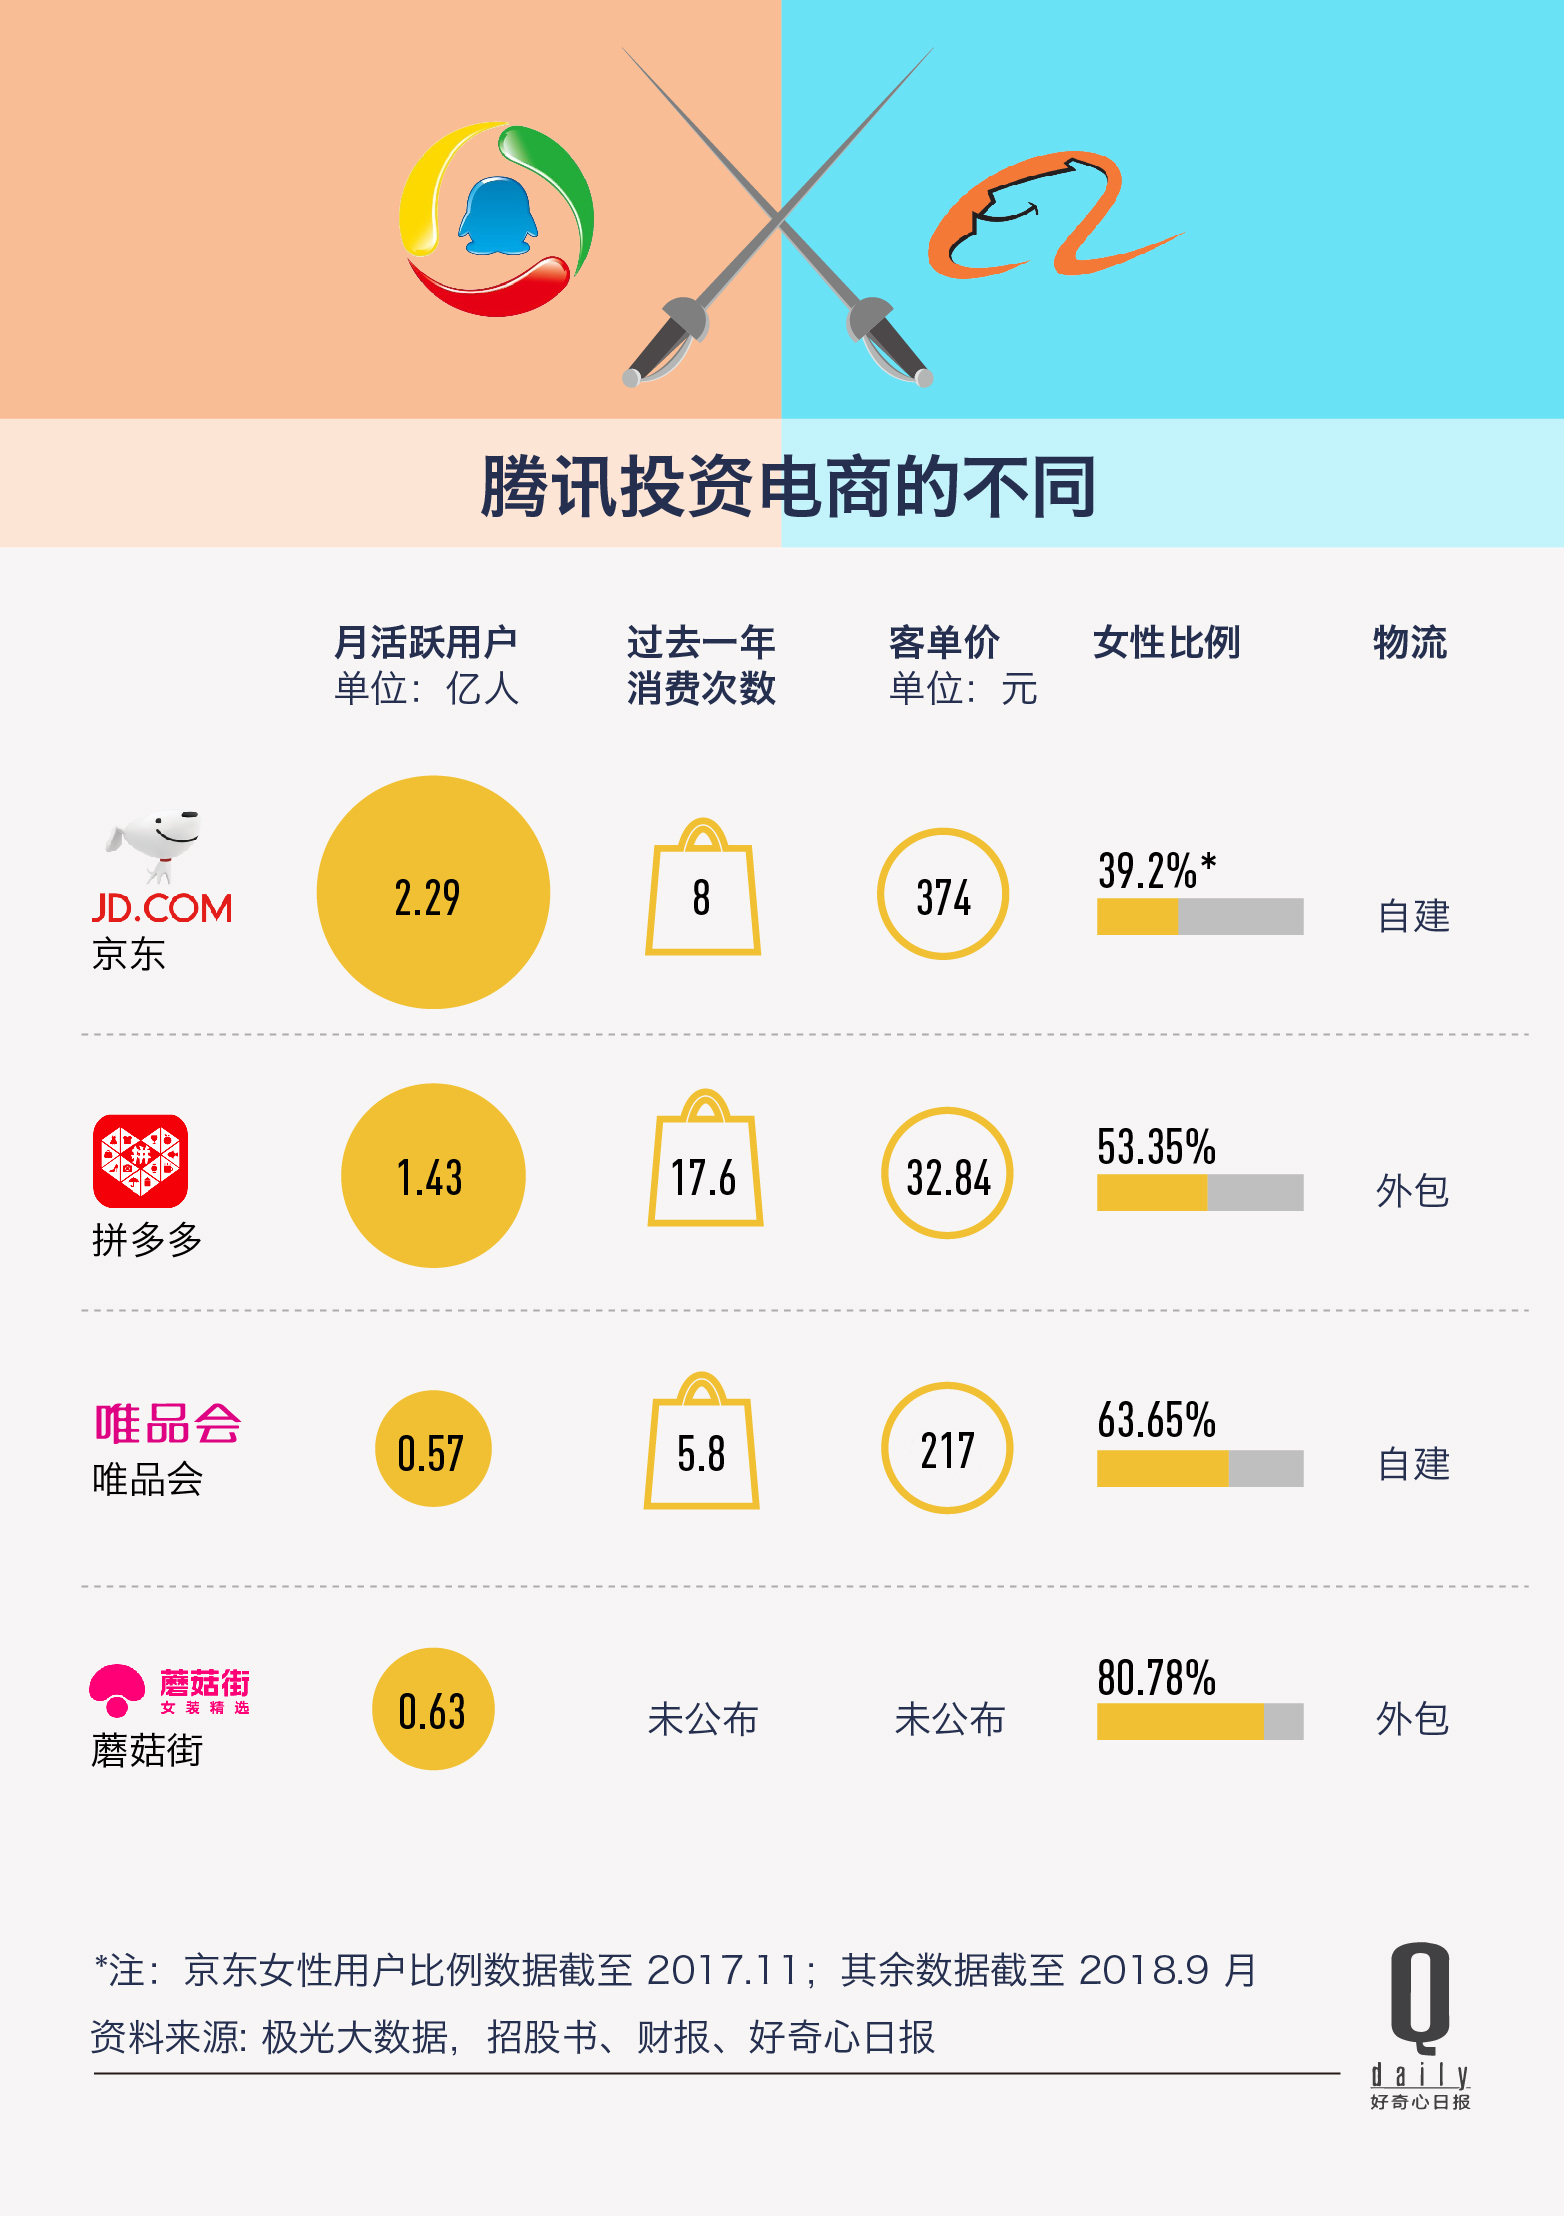 腾讯投资电商的不同
月活跃用户
单位：亿人
过去一年
消费次数
客单价
单位：元
女性比例
物流
JD.COM
京东
2.29
8
374
39.2%*
自建
拼
拼多多
1.43
17.6
32.84
53.35%
外包
唯品会
唯品会
0.57
5.8
217
63.65%
自建
蘑菇街
女装精选
蘑菇街
0.63
未公布
未公布
80.78%
外包
*注：京东女性用户比例数据截至 2017.11；其余数据截至 2018.9 月
资料来源: 极光大数据，招股书、财报、好奇心日报
Q
daily
好奇心日报